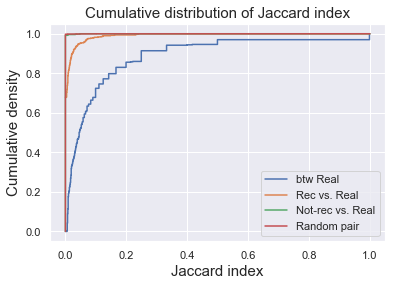 Cumulative distribution of Jaccard index
Cumulative density
1.0
0.8
0.6
0.4
0.2
0.0
0.0 0.2 0.4 0.6 0.8 1.0
Jaccard index
btw Real
Rec vs. Real
Not-rec vs. Real
Random pair